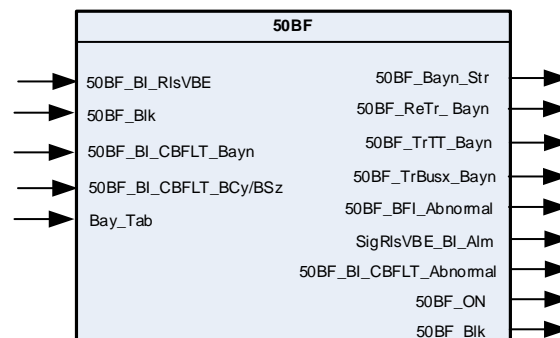 50BF
50BF_BI_RlsVBE
50BF_Blk
50BF_BI_CBFLT_Bayn
50BF_BI_CBFLT_BCy/BSz
Bay_Tab
50BF_Bayn_Str
50BF_ReTr_ Bayn
50BF_TrTT_Bayn
50BF_TrBusx_Bayn
50BF_BFI_Abnormal
SigRlsVBE_BI_Alm
50BF_BI_CBFLT_Abnormal
50BF_ON
50BF_Blk